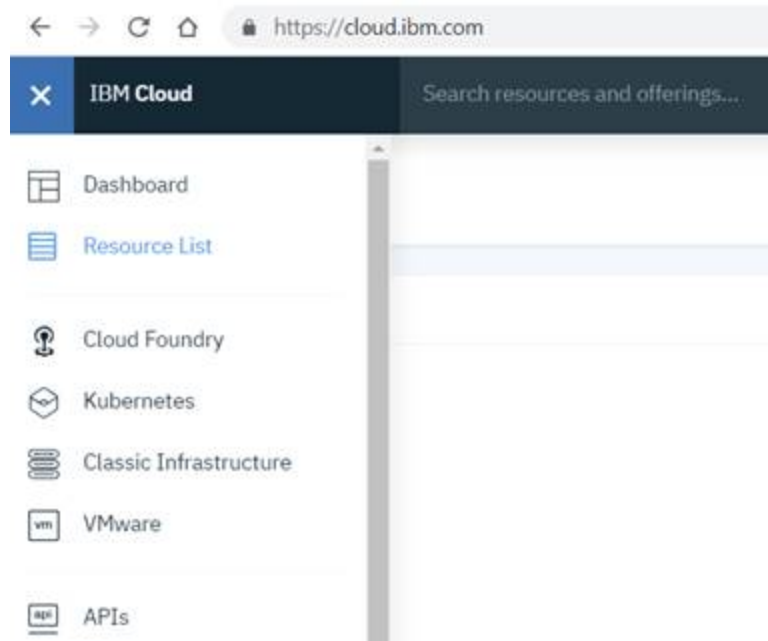 https://cloud.ibm.com
IBM Cloud Search resources and offerings...
Dashboard
Resource List
Cloud Foundry
Kubernetes
Classic Infrastructure
vm VMware
api APIs